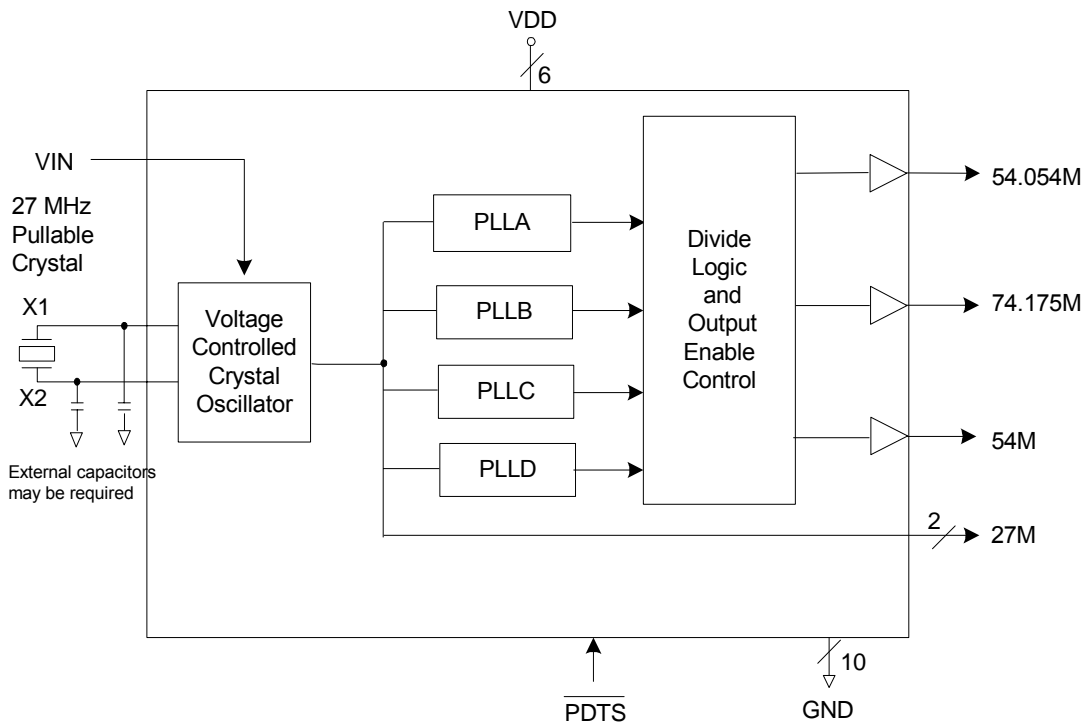 VDD
6
VIN
27 MHz
Pullable
Crystal
X1
X2
External capacitors
may be required
Voltage
Controlled
Crystal
Oscillator
PLLA
PLLB
PLLC
PLLD
Divide
Logic
and
Output
Enable
Control
54.054M
74.175M
54M
2
27M
PDTS
10
GND